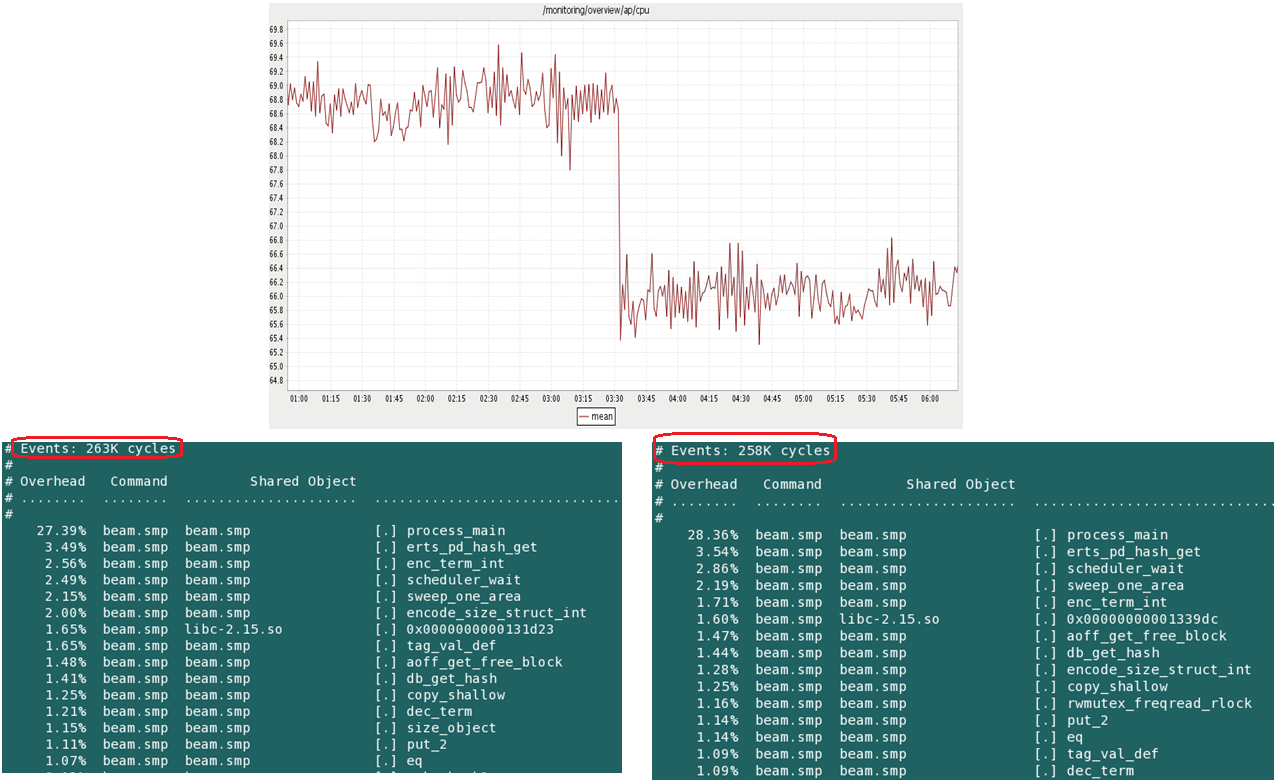 /monitoring/overview/ap/cpu
69.8
69.6
69.4
69.2
69.0
68.8
68.6
68.4
68.2
68.0
67.8
67.6
67.4
67.2
67.0
66.8
66.6
66.4
66.2
66.0
65.8
65.6
65.4
65.2
65.0
64.8
01:00 01:15 01:30 01:45 02:00 02:15 02:30 02:45 03:00 03:15 03:30 03:45 04:00 04:15 04:30 04:45 05:00 05:15 05:30 05:45 06:00
mean
# Events: 263K cycles
#
# Overhead Command Shared Object
# ........ ........ ..................... ..............................
#
27.39% beam.smp beam.smp [.] process_main
3.49% beam.smp beam.smp [.] erts_pd_hash_get
2.56% beam.smp beam.smp [.] enc_term_int
2.49% beam.smp beam.smp [.] scheduler_wait
2.15% beam.smp beam.smp [.] sweep_one_area
2.00% beam.smp beam.smp [.] encode_size_struct_int
1.65% beam.smp libc-2.15.so [.] 0x0000000000131d23
1.65% beam.smp beam.smp [.] tag_val_def
1.48% beam.smp beam.smp [.] aoff_get_free_block
1.41% beam.smp beam.smp [.] db_get_hash
1.25% beam.smp beam.smp [.] copy_shallow
1.21% beam.smp beam.smp [.] dec_term
1.15% beam.smp beam.smp [.] size_object
1.11% beam.smp beam.smp [.] put_2
1.07% beam.smp beam.smp [.] eq
# Events: 258K cycles
#
# Overhead Command Shared Object
# ........ ........ ..................... ..............................
#
28.36% beam.smp beam.smp [.] process_main
3.54% beam.smp beam.smp [.] erts_pd_hash_get
2.86% beam.smp beam.smp [.] scheduler_wait
2.19% beam.smp beam.smp [.] sweep_one_area
1.71% beam.smp beam.smp [.] enc_term_int
1.60% beam.smp libc-2.15.so [.] 0x00000000001339dc
1.47% beam.smp beam.smp [.] aoff_get_free_block
1.44% beam.smp beam.smp [.] db_get_hash
1.28% beam.smp beam.smp [.] encode_size_struct_int
1.25% beam.smp beam.smp [.] copy_shallow
1.16% beam.smp beam.smp [.] rwmutex_freqread_rlock
1.14% beam.smp beam.smp [.] put_2
1.14% beam.smp beam.smp [.] eq
1.09% beam.smp beam.smp [.] tag_val_def
1.09% beam.smp beam.smp [.] dec_term